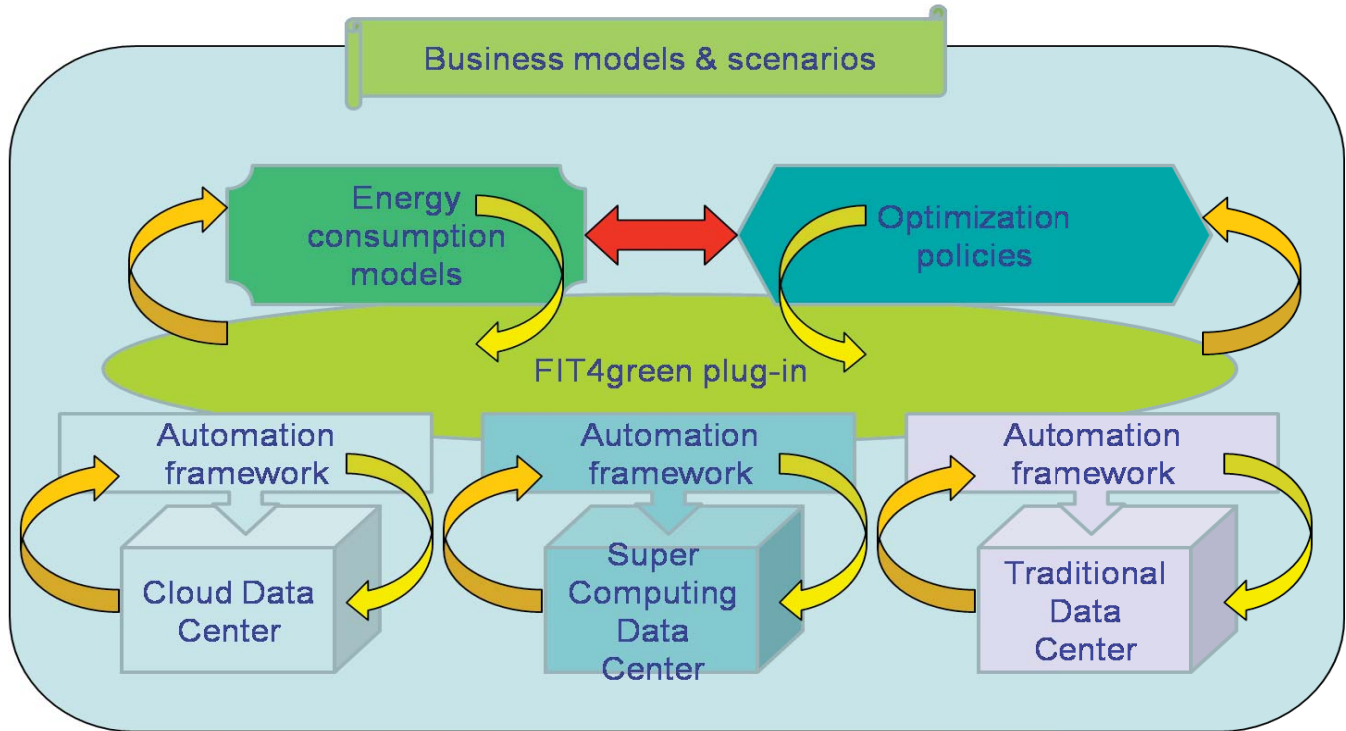 Business models & scenarios
Energy
consumption
models
Optimization
policies
FIT4green plug-in
Automation
framework
Automation
framework
Automation
framework
Cloud Data
Center
Super
Computing
Data
Center
Traditional
Data
Center